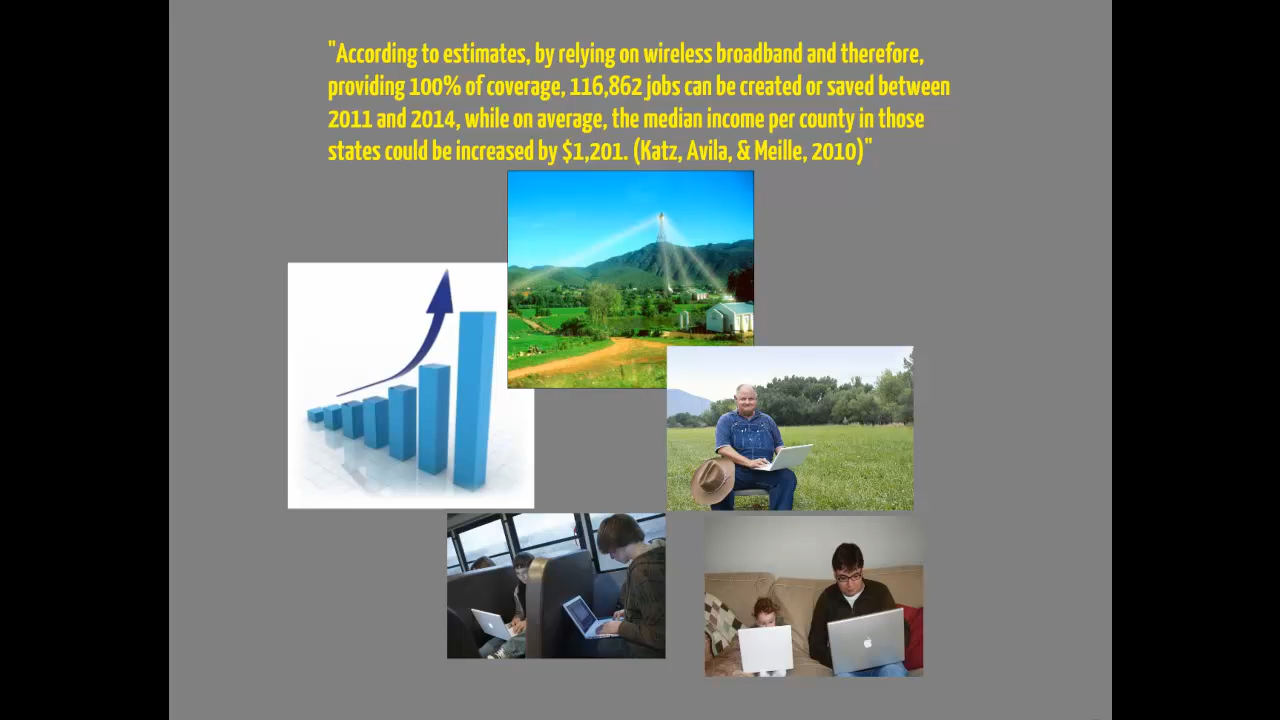 "According to estimates, by relying on wireless broadband and therefore,
providing 100% of coverage, 116,862 jobs can be created or saved between
2011 and 2014, while on average, the median income per county in those
states could be increased by $1,201. (Katz, Avila, & Meille, 2010)"